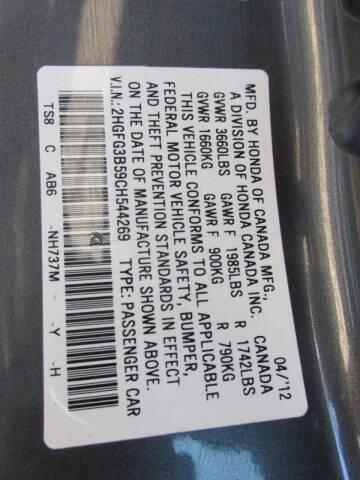 MFD. BY HONDA OF CANADA MFG.,
A DIVISION OF HONDA CANADA INC. CANADA 04/'12
GVWR 3660LBS GAWR F 1985LBS R 1742LBS
GVWR 1660KG GAWR F 900KG R 790KG
THIS VEHICLE CONFORMS TO ALL APPLICABLE
FEDERAL MOTOR VEHICLE SAFETY, BUMPER,
AND THEFT PREVENTION STANDARDS IN EFFECT
ON THE DATE OF MANUFACTURE SHOWN ABOVE.
V.I.N.: 2HGFG3B59CH544269 TYPE: PASSENGER CAR
TS8 C AB6 -NH737M -Y -H